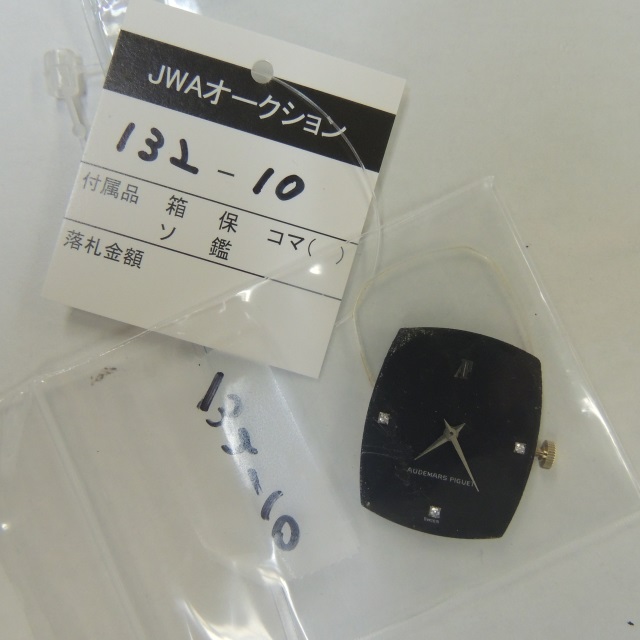 JWAオークション
132-10
付属品 箱 保 コマ( )
ソ 鑑
落札金額
132-10
AP
AUDEMARS PIGUET
SWISS